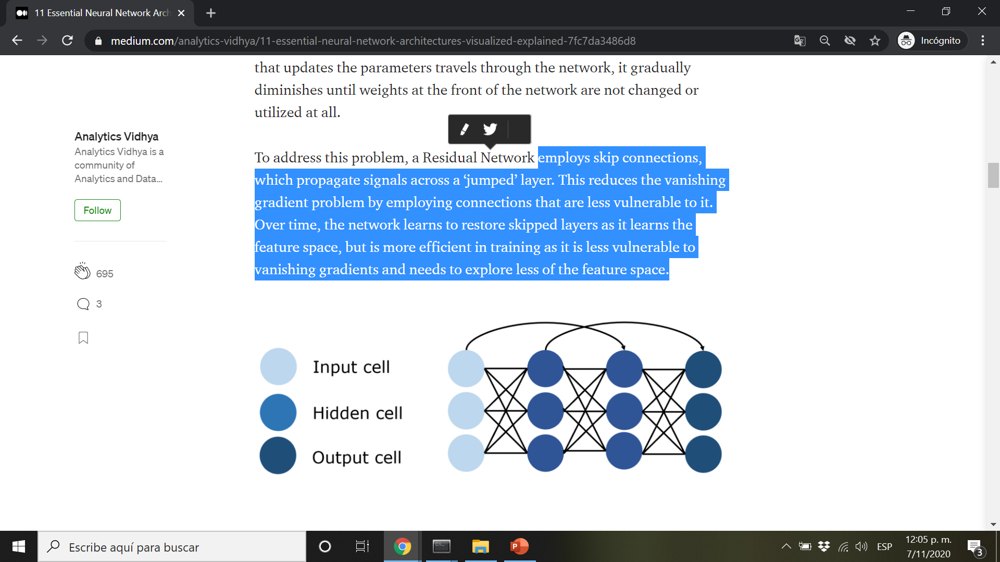 11 Essential Neural Network Arch
medium.com/analytics-vidhya/11-essential-neural-network-architectures-visualized-explained-7fc7da3486d8
Incógnito
that updates the parameters travels through the network, it gradually
diminishes until weights at the front of the network are not changed or
utilized at all.
Analytics Vidhya
Analytics Vidhya is a
community of
Analytics and Data...
Follow
695
3
To address this problem, a Residual Network employs skip connections,
which propagate signals across a ‘jumped’ layer. This reduces the vanishing
gradient problem by employing connections that are less vulnerable to it.
Over time, the network learns to restore skipped layers as it learns the
feature space, but is more efficient in training as it is less vulnerable to
vanishing gradients and needs to explore less of the feature space.
Input cell
Hidden cell
Output cell
Escribe aquí para buscar
ESP
12:05 p. m.
7/11/2020
3